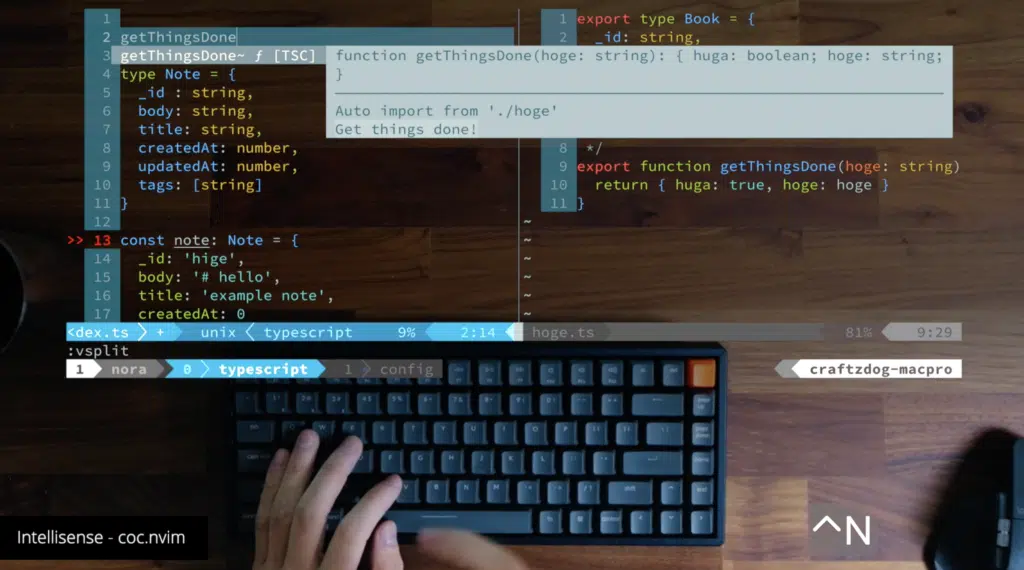 1
2 getThingsDone
3 getThingsDone~ ƒ [TSC]
4 type Note = {
5 _id : string,
6 body: string,
7 title: string,
8 createdAt: number,
9 updatedAt: number,
10 tags: [string]
11 }
12
>> 13 const note: Note = {
14 _id: 'hige',
15 body: '# hello',
16 title: 'example note',
17 createdAt: 0
<dex.ts + unix typescript 9% 2:14
function getThingsDone(hoge: string): { huga: boolean; hoge: string;
}
Auto import from './hoge'
Get things done!
1 export type Book = {
2 _id: string,
8 */
9 export function getThingsDone(hoge: string)
10 return { huga: true, hoge: hoge }
11 }
~
~
~
~
~
~
hoge.ts 81% 9:29
:vsplit
1 nora 0 typescript 1 config craftzdog-macpro
Intellisense - coc.nvim
^N